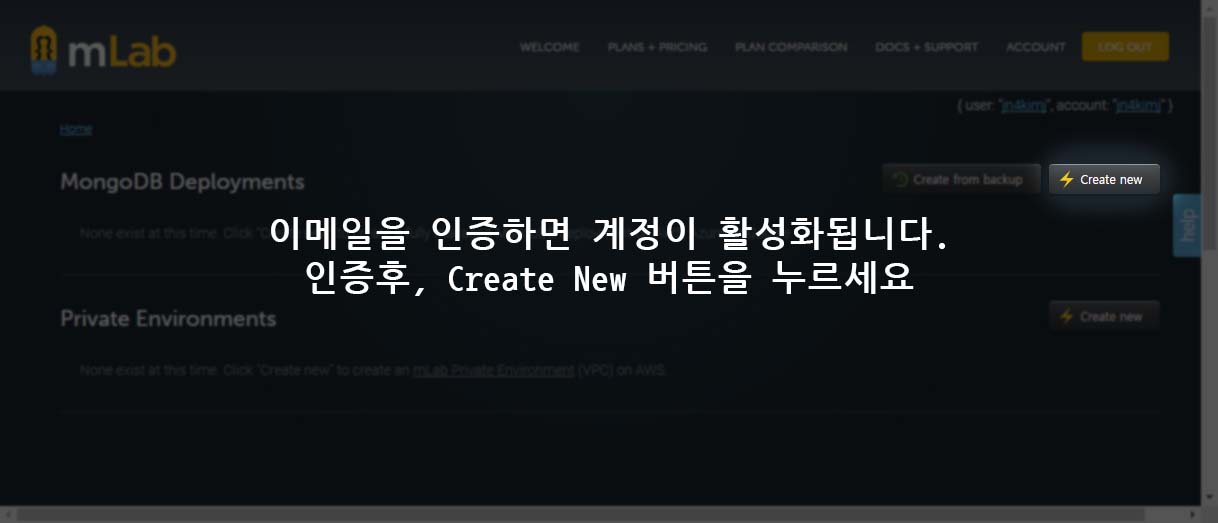 mLab
WELCOME PLANS + PRICING PLAN COMPARISON DOCS + SUPPORT ACCOUNT LOG OUT
{ user: "jn4kimj", account: "jn4kimj" }
Home
MongoDB Deployments
Create from backup
Create new
help
None exist at this time. Click
이메일을 인증하면 계정이 활성화됩니다.
인증후, Create New 버튼을 누르세요
Private Environments
Create new
None exist at this time. Click "Create new" to create an mLab Private Environment (VPC) on AWS.